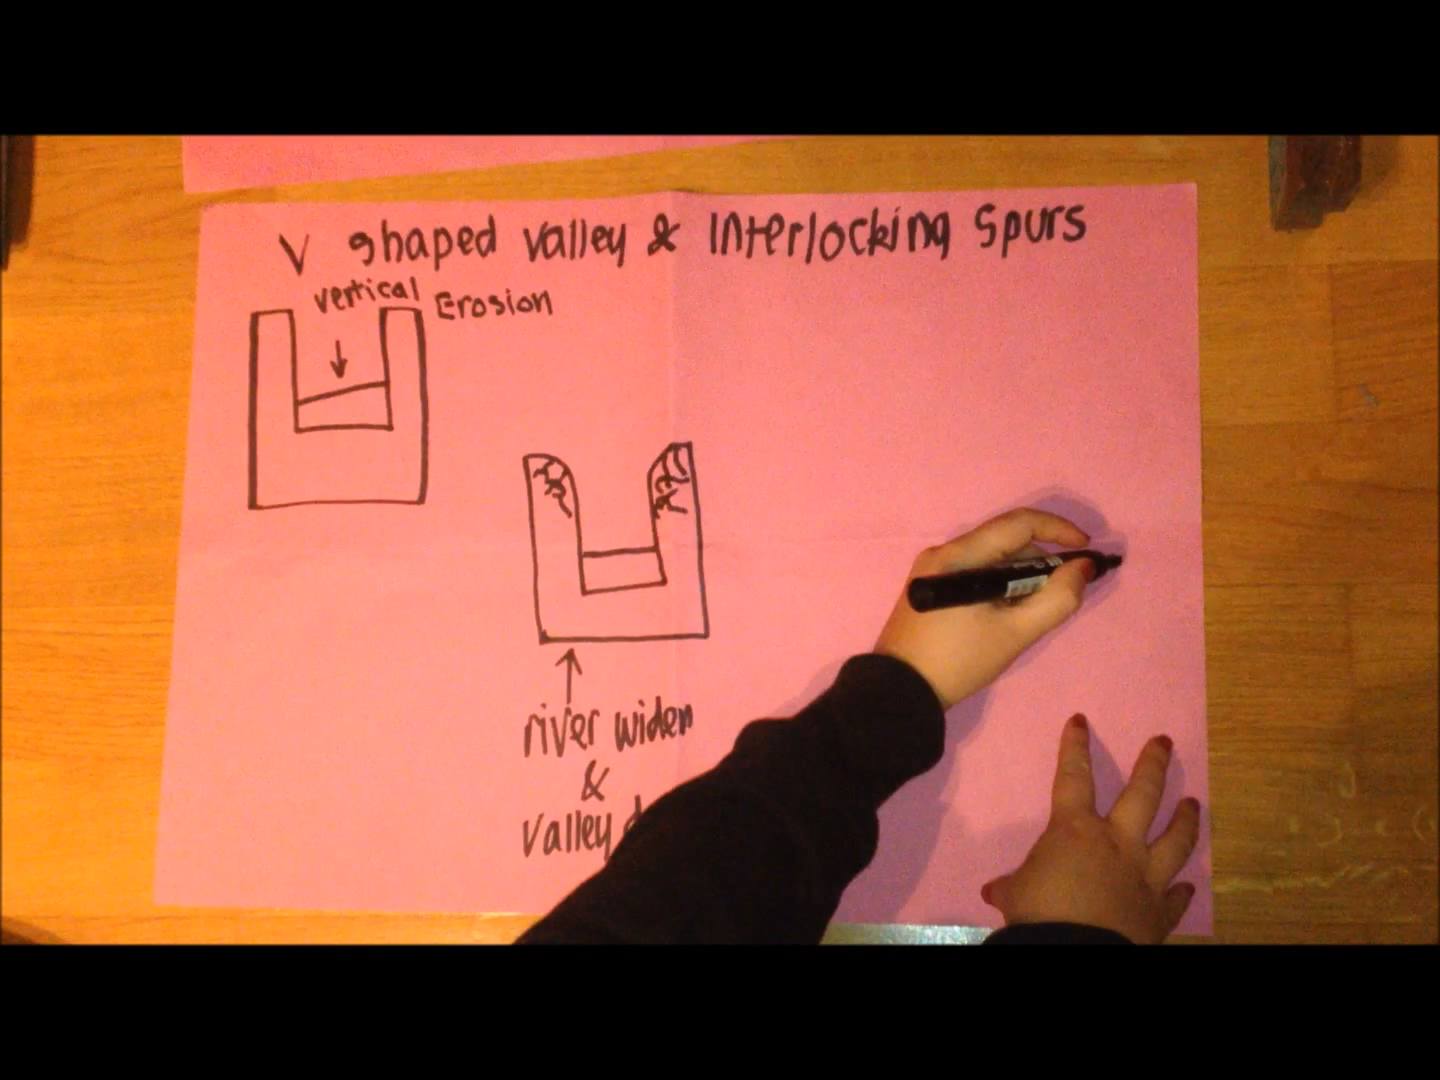 V shaped valley & Interlocking Spurs
vertical Erosion
river widen
&
valley